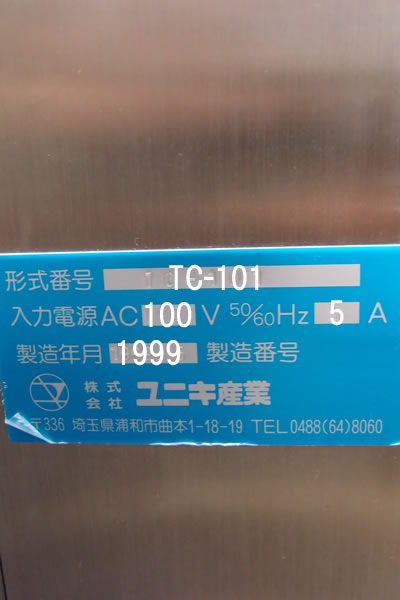 形式番号 TC-101
入力電源AC 100 V 50/60Hz 5 A
製造年月 1999 製造番号
株式会社 ユニキ産業
〒336 埼玉県浦和市曲本1-18-19 TEL0488(64)8060